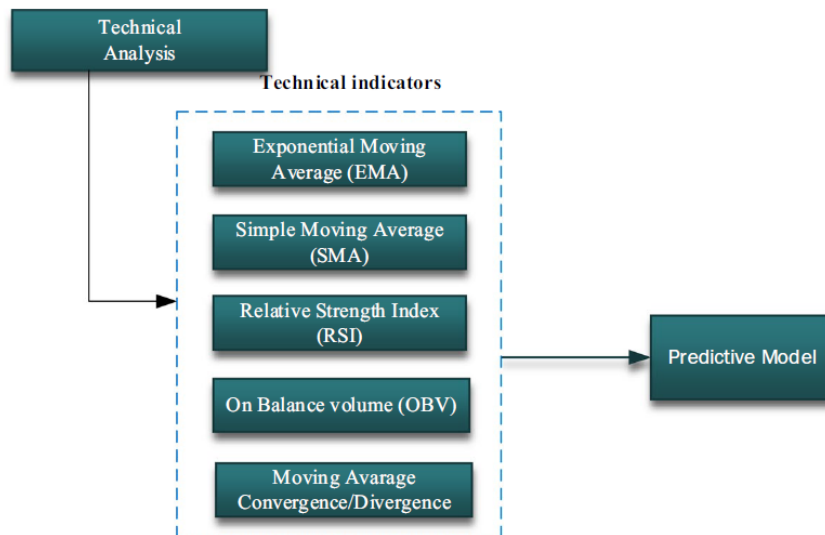 Technical
Analysis
Technical indicators
Exponential Moving
Average (EMA)
Simple Moving Average
(SMA)
Relative Strength Index
(RSI)
On Balance volume (OBV)
Moving Avarage
Convergence/Divergence
Predictive Model